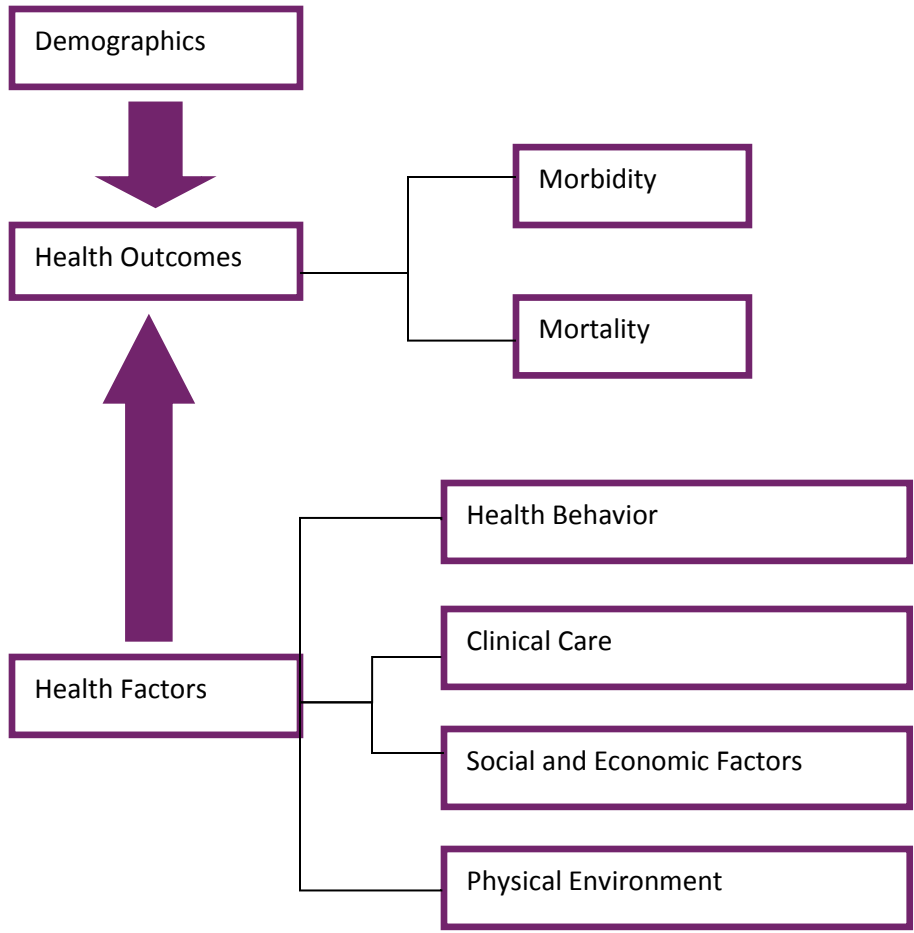 Demographics
Morbidity
Health Outcomes
Mortality
Health Behavior
Clinical Care
Health Factors
Social and Economic Factors
Physical Environment